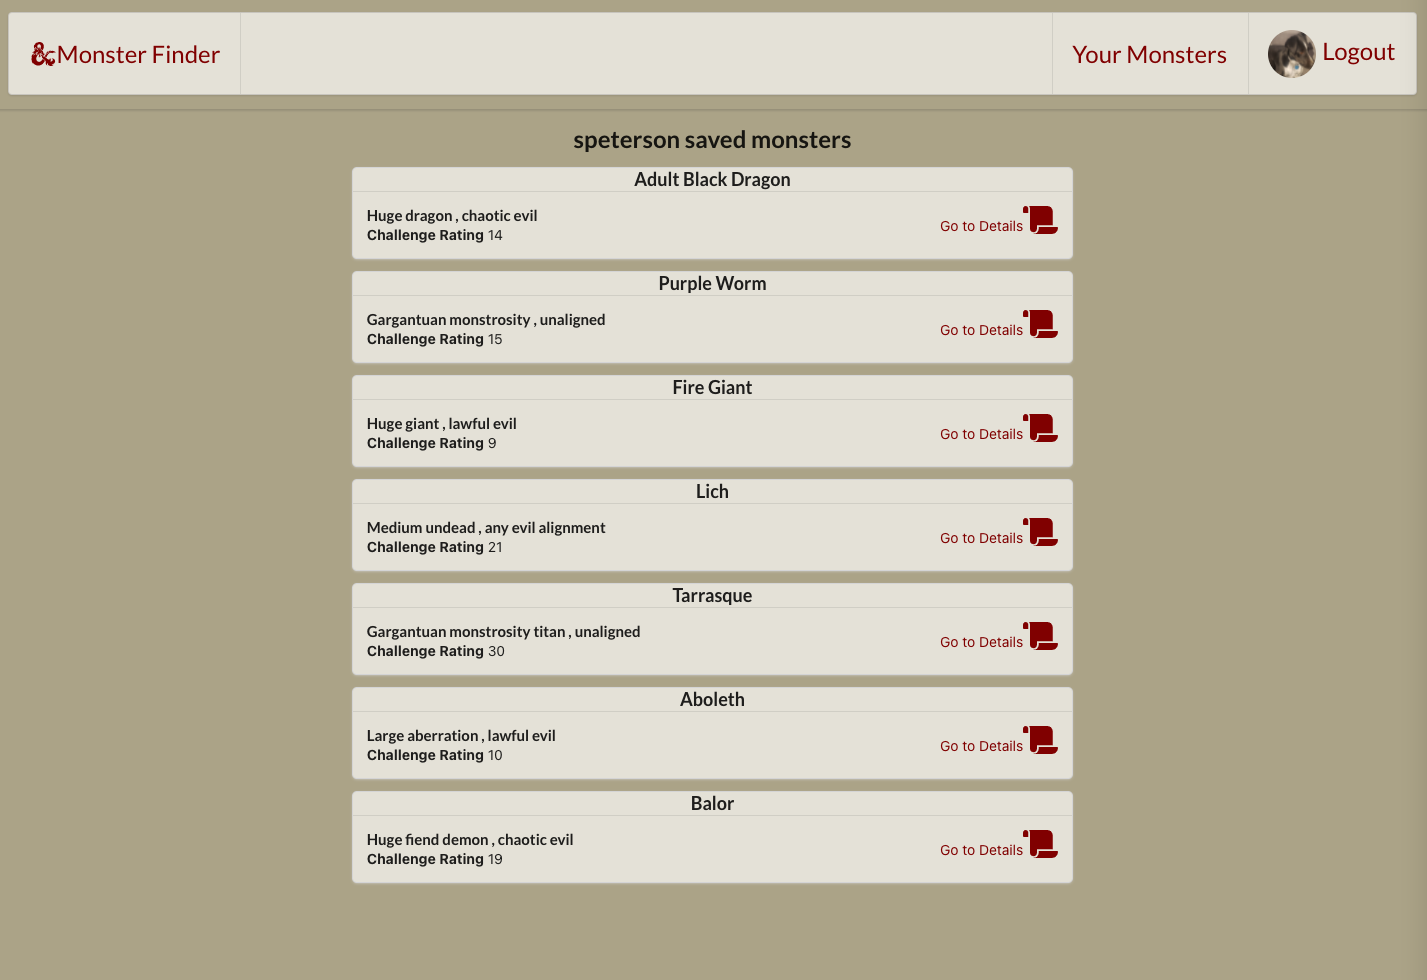 &Monster Finder
Your Monsters
Logout
speterson saved monsters
Adult Black Dragon
Huge dragon , chaotic evil
Challenge Rating 14
Go to Details
Purple Worm
Gargantuan monstrosity , unaligned
Challenge Rating 15
Go to Details
Fire Giant
Huge giant , lawful evil
Challenge Rating 9
Go to Details
Lich
Medium undead , any evil alignment
Challenge Rating 21
Go to Details
Tarrasque
Gargantuan monstrosity titan , unaligned
Challenge Rating 30
Go to Details
Aboleth
Large aberration , lawful evil
Challenge Rating 10
Go to Details
Balor
Huge fiend demon , chaotic evil
Challenge Rating 19
Go to Details